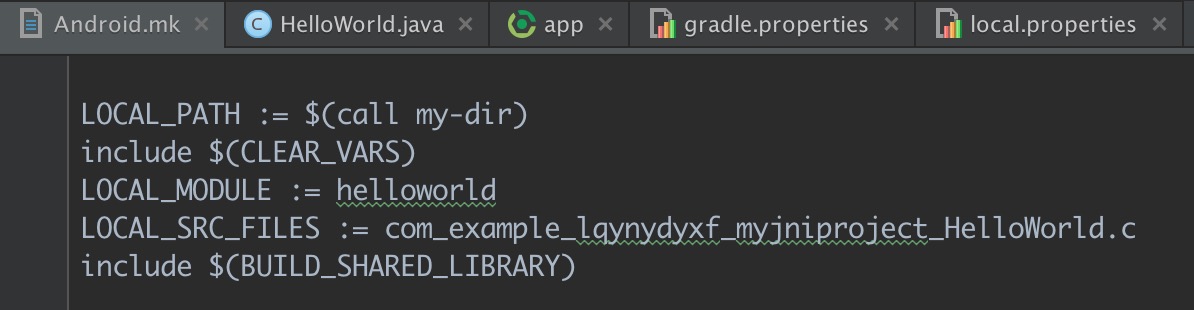 Android.mk HelloWorld.java app gradle.properties local.properties
LOCAL_PATH := $(call my-dir)
include $(CLEAR_VARS)
LOCAL_MODULE := helloworld
LOCAL_SRC_FILES := com_example_lqynydyxf_myjniproject_HelloWorld.c
include $(BUILD_SHARED_LIBRARY)